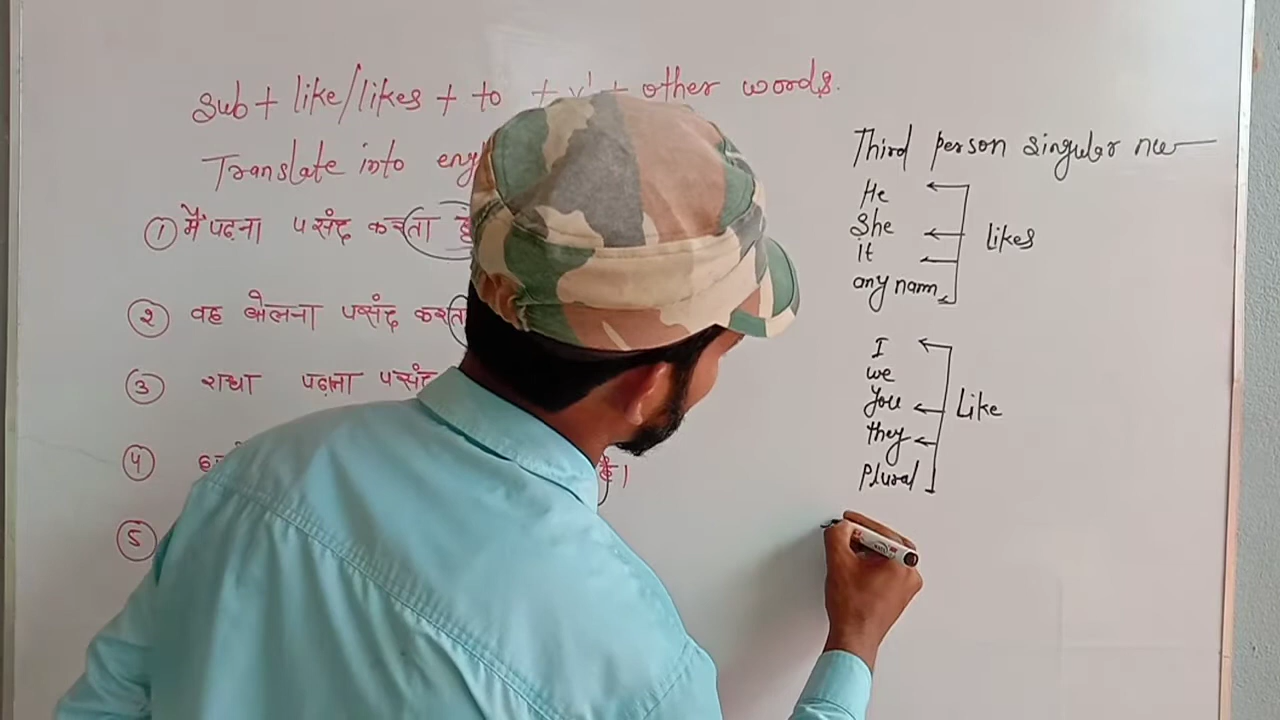 Sub + like/likes + to + v¹ + other words.
Translate into eng
① मैं पढ़ना पसंद करता हूँ
② वह बोलना पसंद करती
③ राधा पढ़ाना पसंद
④ है।
⑤
Third person singular nu
He
She
It
any nam
likes
I
we
You
they
Plural
Like